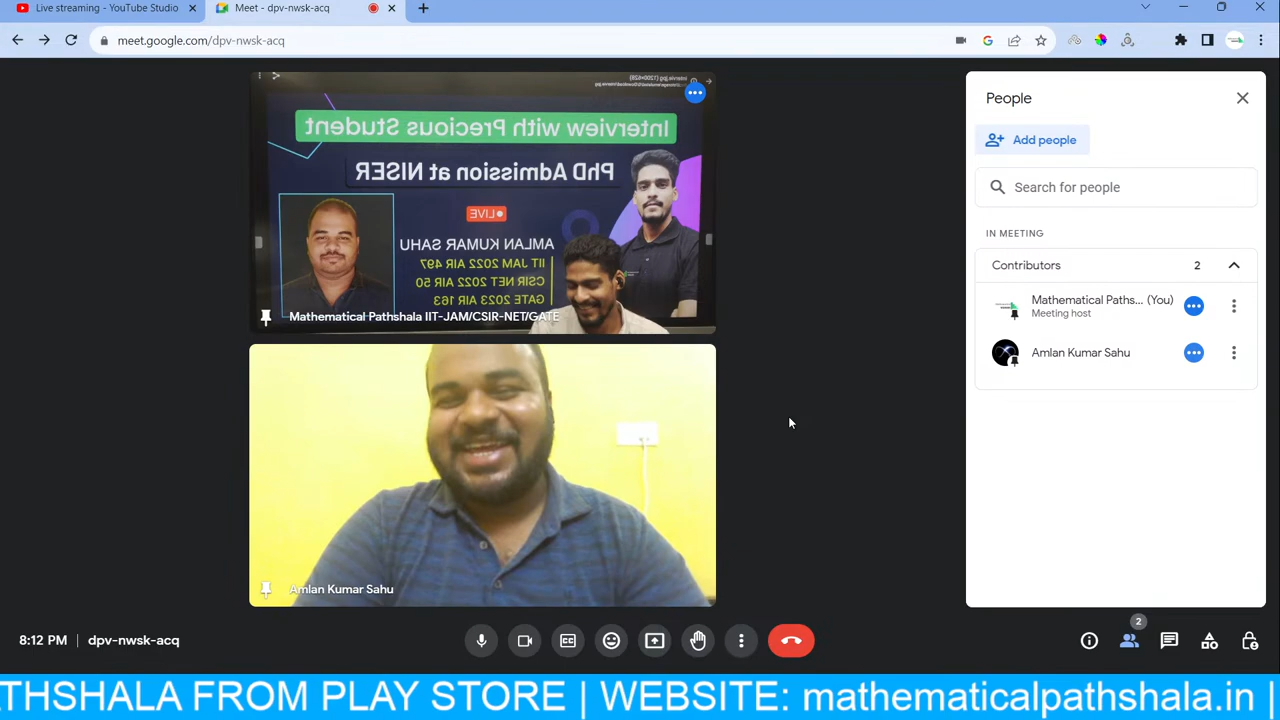 Live streaming - YouTube Studio
Meet - dpv-nwsk-acq
meet.google.com/dpv-nwsk-acq
interview.jpg (1200×628)
Interview with Precious Student
PhD Admission at NISER
LIVE
AMLAN KUMAR SAHU
IIT JAM 2022 AIR 497
CSIR NET 2022 AIR 50
GATE 2023 AIR 163
Mathematical Pathshala IIT-JAM/CSIR-NET/GATE
Amlan Kumar Sahu
People
Add people
Search for people
IN MEETING
Contributors 2
Mathematical Paths... (You)
Meeting host
Amlan Kumar Sahu
8:12 PM | dpv-nwsk-acq
2
THSHALA FROM PLAY STORE | WEBSITE: mathematicalpathshala.in |